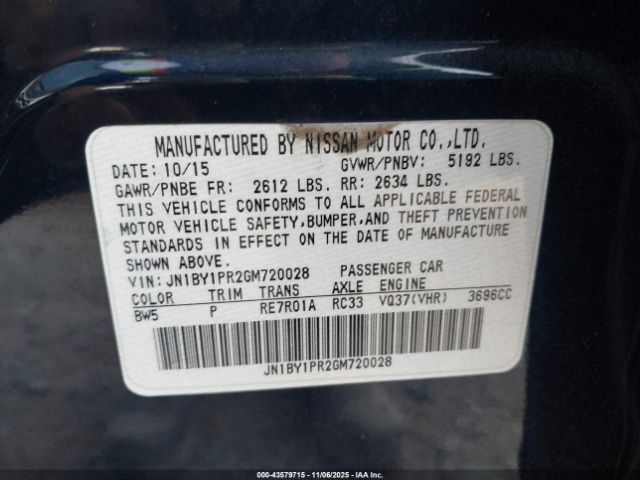 MANUFACTURED BY NISSAN MOTOR CO.,LTD.
DATE: 10/15 GVWR/PNBV: 5192 LBS.
GAWR/PNBE FR: 2612 LBS. RR: 2634 LBS.
THIS VEHICLE CONFORMS TO ALL APPLICABLE FEDERAL
MOTOR VEHICLE SAFETY,BUMPER,AND THEFT PREVENTION
STANDARDS IN EFFECT ON THE DATE OF MANUFACTURE
SHOWN ABOVE.
VIN: JN1BY1PR2GM720028 PASSENGER CAR
COLOR TRIM TRANS AXLE ENGINE
BW5 P RE7R01A RC33 VQ37(VHR) 3696CC
JN1BY1PR2GM720028
000-43579715 - 11/06/2025 - IAA Inc.